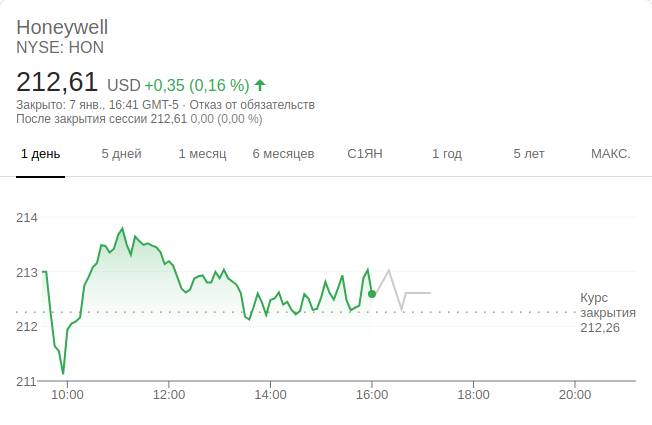 Honeywell
NYSE: HON
212,61 USD +0,35 (0,16 %)
Закрыто: 7 янв., 16:41 GMT-5 · Отказ от обязательств
После закрытия сессии 212,61 0,00 (0,00 %)
1 день 5 дней 1 месяц 6 месяцев С1ЯН 1 год 5 лет МАКС.
214
213
Курс
закрытия
212,26
212
211
10:00 12:00 14:00 16:00 18:00 20:00